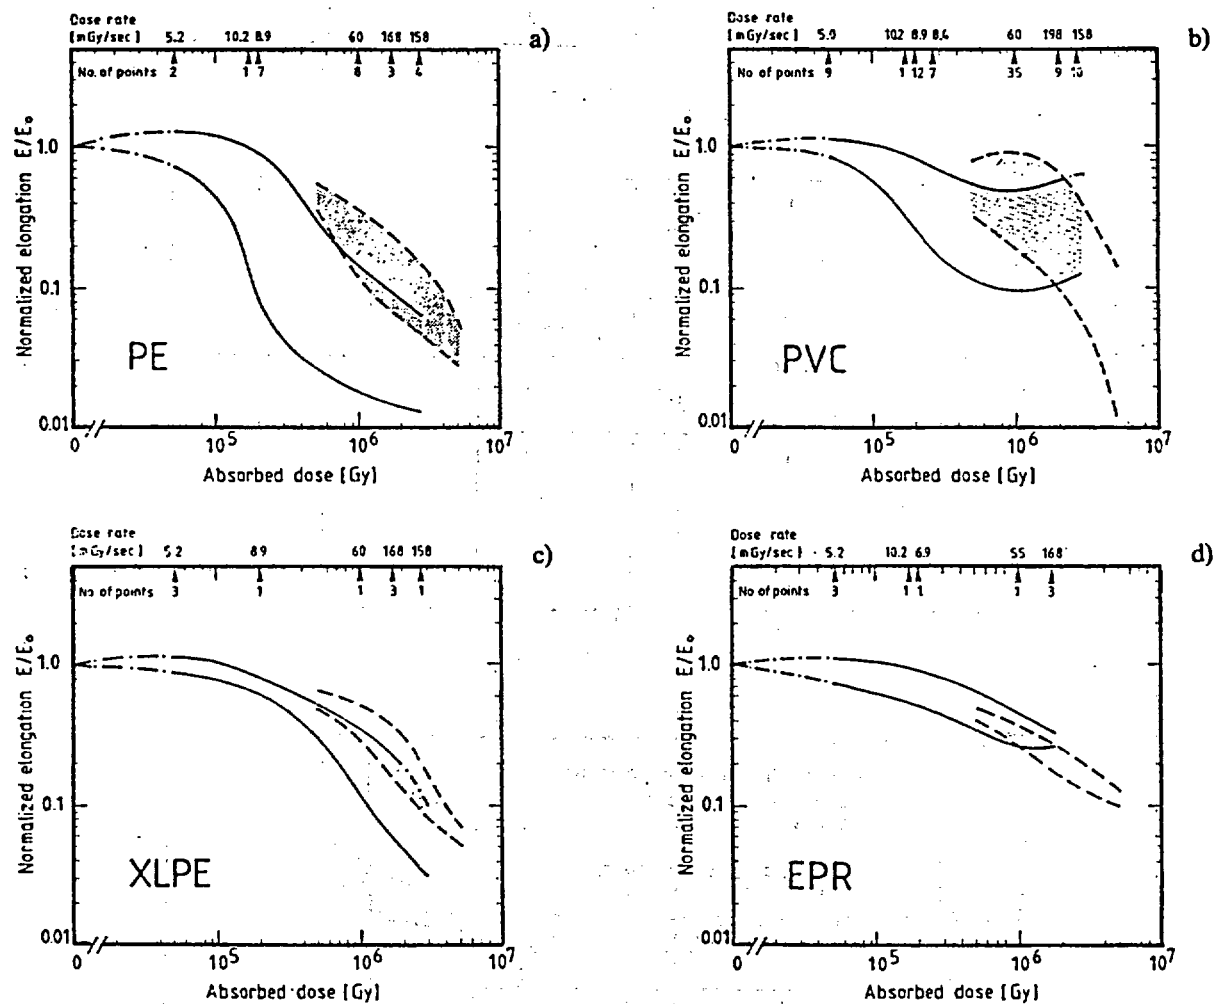 Dose rate
[mGy/sec] 5.2 10.2 8.9 60 168 158
a)
No. of points 2 1 7 8 3 4
Normalized elongation E/E₀
1.0
0.1
0.01
PE
0 10⁵ 10⁶ 10⁷
Absorbed dose [Gy]
Dose rate
[mGy/sec] 5.9 102 8.9 8.4 60 198 158
b)
No. of points 9 1 12 7 35 9
Normalized elongation E/E₀
1.0
0.1
0.01
PVC
0 10⁵ 10⁶ 10⁷
Absorbed dose [Gy]
Dose rate
[mGy/sec] 5.2 8.9 60 168 158
c)
No of points 3 1 1 3 1
Normalized elongation E/E₀
1.0
0.1
0.01
XLPE
0 10⁵ 10⁶ 10⁷
Absorbed dose [Gy]
Dose rate
[mGy/sec] 5.2 10.2 6.9 55 168
d)
No of points 3 1 1 1 3
Normalized elongation E/E₀
1.0
0.1
0.01
EPR
0 10⁵ 10⁶ 10⁷
Absorbed dose [Gy]